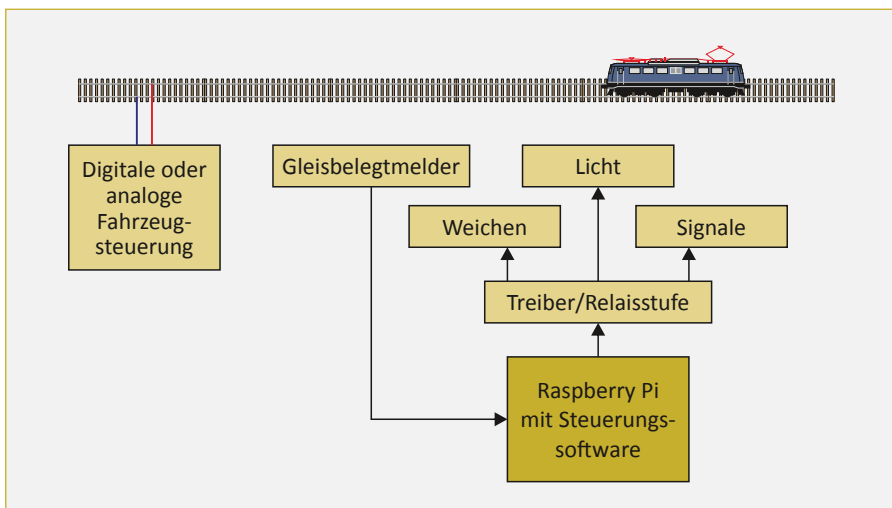 Digitale oder
analoge
Fahrzeug-
steuerung
Gleisbelegtmelder
Licht
Weichen
Signale
Treiber/Relaisstufe
Raspberry Pi
mit Steuerungs-
software